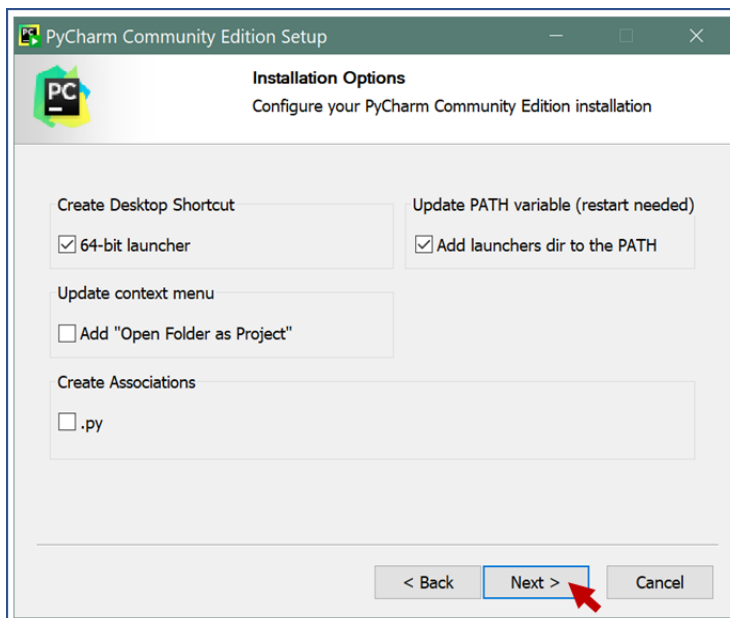 PyCharm Community Edition Setup
PC
Installation Options
Configure your PyCharm Community Edition installation
Create Desktop Shortcut
64-bit launcher
Update PATH variable (restart needed)
Add launchers dir to the PATH
Update context menu
Add "Open Folder as Project"
Create Associations
.py
< Back
Next >
Cancel